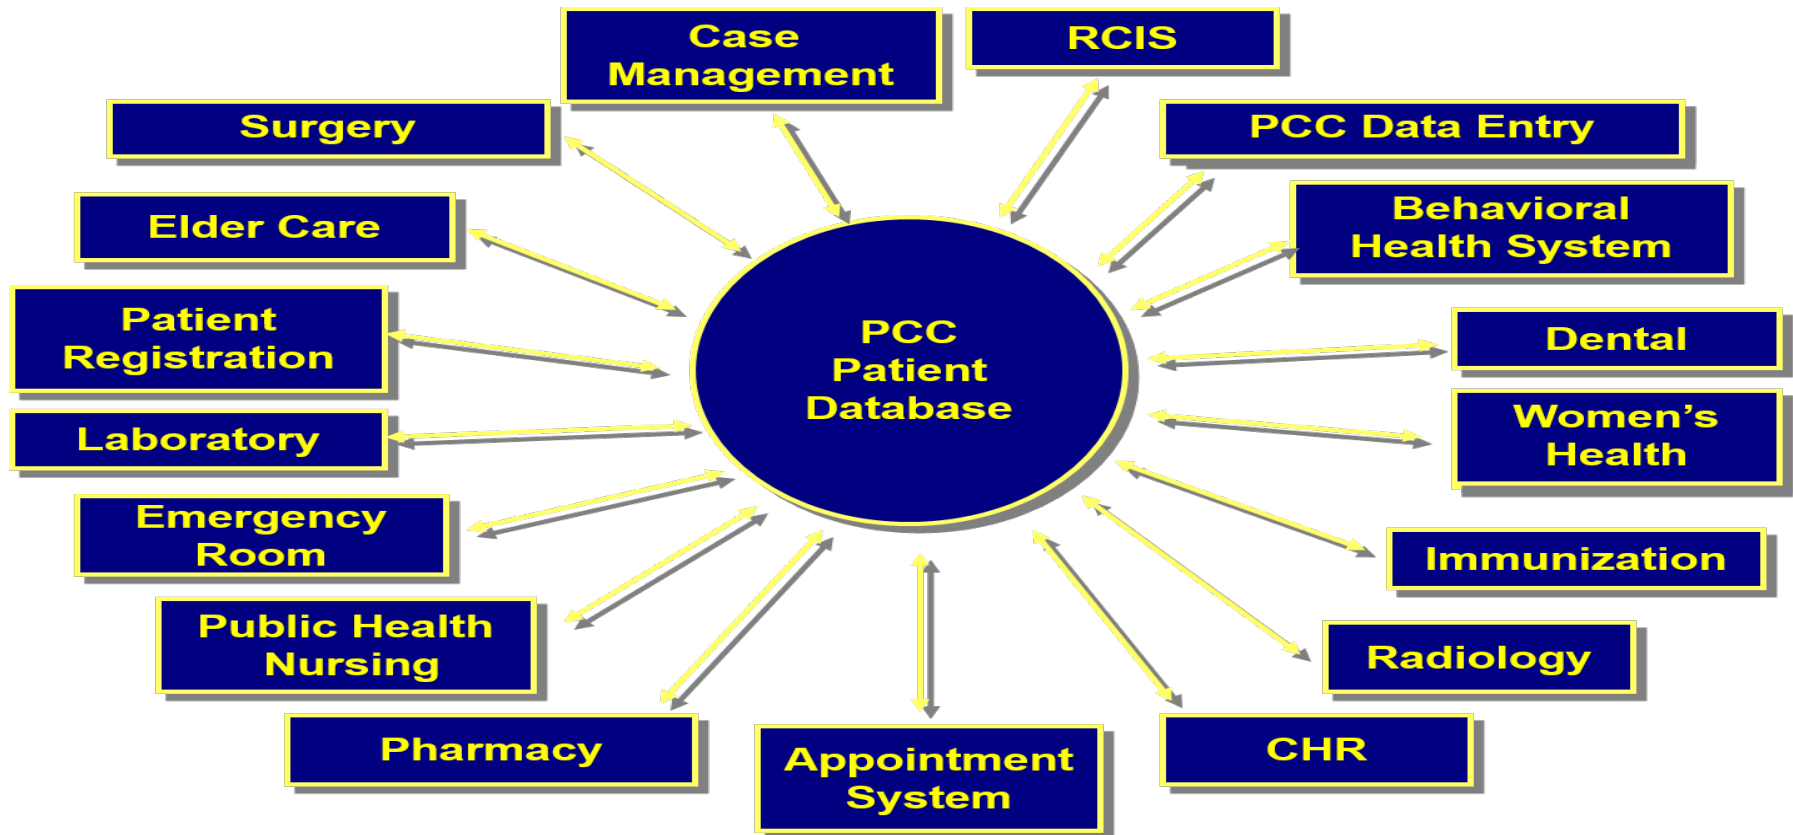 Case
Management
RCIS
Surgery
PCC Data Entry
Elder Care
Behavioral
Health System
Patient
Registration
PCC
Patient
Database
Dental
Laboratory
Women’s
Health
Emergency
Room
Immunization
Public Health
Nursing
Radiology
Pharmacy
Appointment
System
CHR